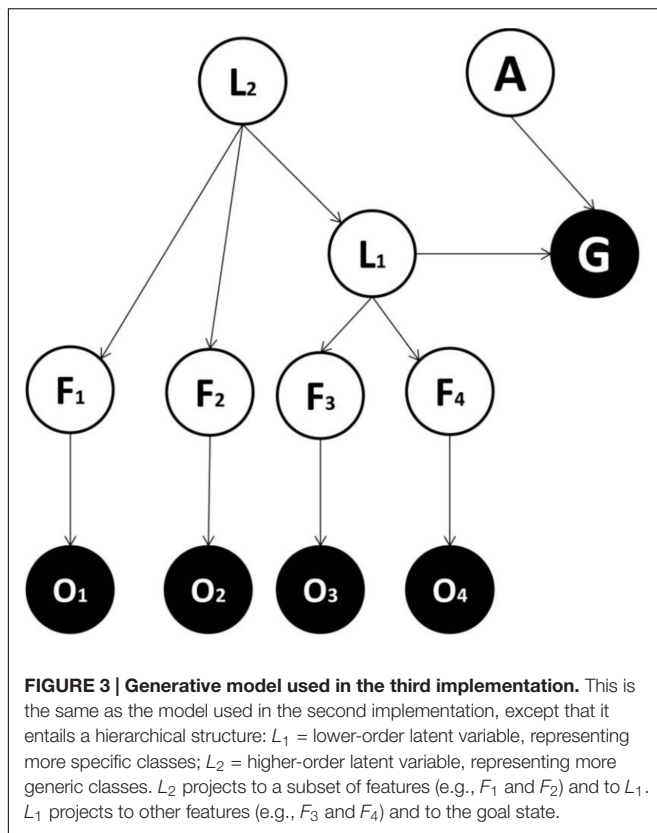 L₂
A
L₁
G
F₁ F₂ F₃ F₄
O₁ O₂ O₃ O₄
FIGURE 3 | Generative model used in the third implementation. This is
the same as the model used in the second implementation, except that it
entails a hierarchical structure: L₁ = lower-order latent variable, representing
more specific classes; L₂ = higher-order latent variable, representing more
generic classes. L₂ projects to a subset of features (e.g., F₁ and F₂) and to L₁.
L₁ projects to other features (e.g., F₃ and F₄) and to the goal state.